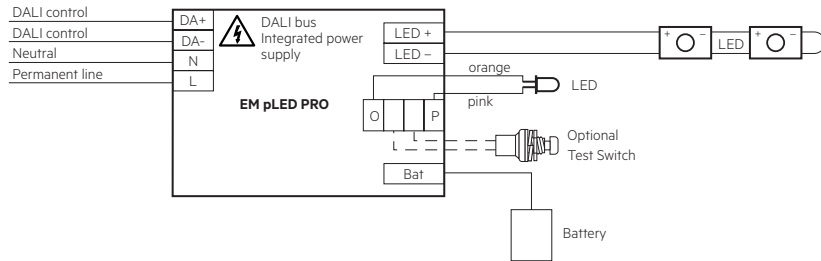 DALI control
DALI control
Neutral
Permanent line
DA+
DA-
N
L
DALI bus
Integrated power
supply
EM pLED PRO
LED +
LED –
+ – LED + –
orange
pink
LED
O
P
Optional
Test Switch
Bat
Battery